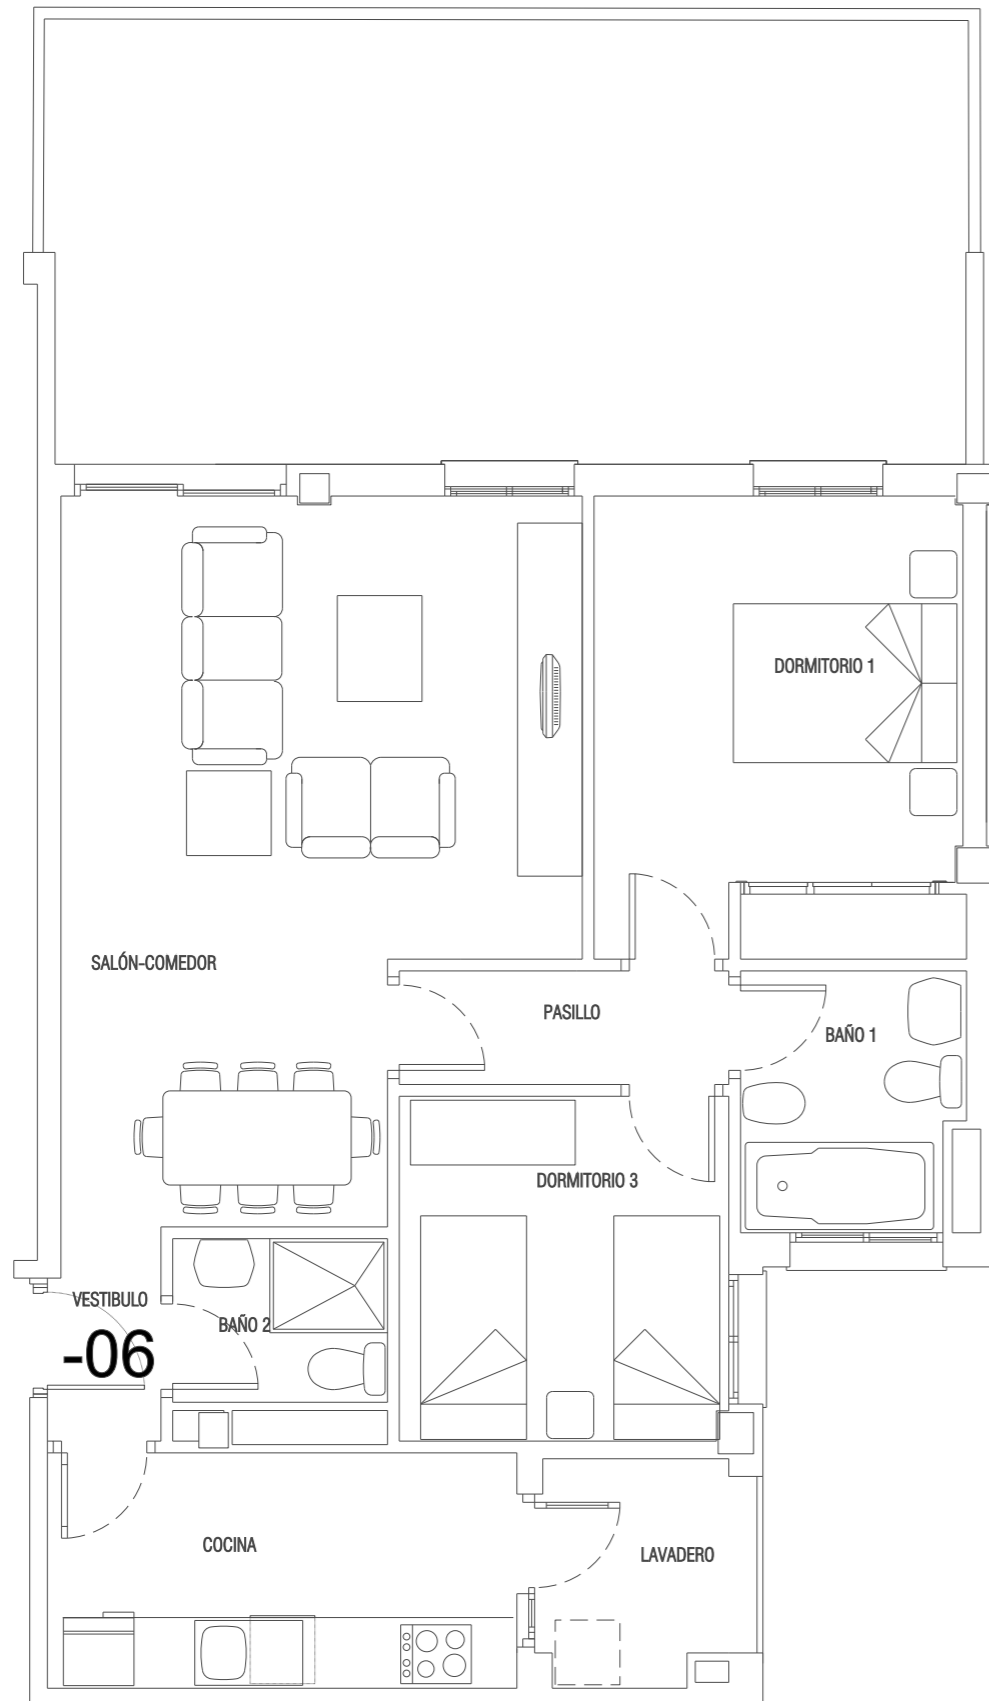 DORMITORIO 1
SALÓN-COMEDOR
PASILLO
BAÑO 1
DORMITORIO 3
VESTIBULO
BAÑO 2
-06
COCINA
LAVADERO